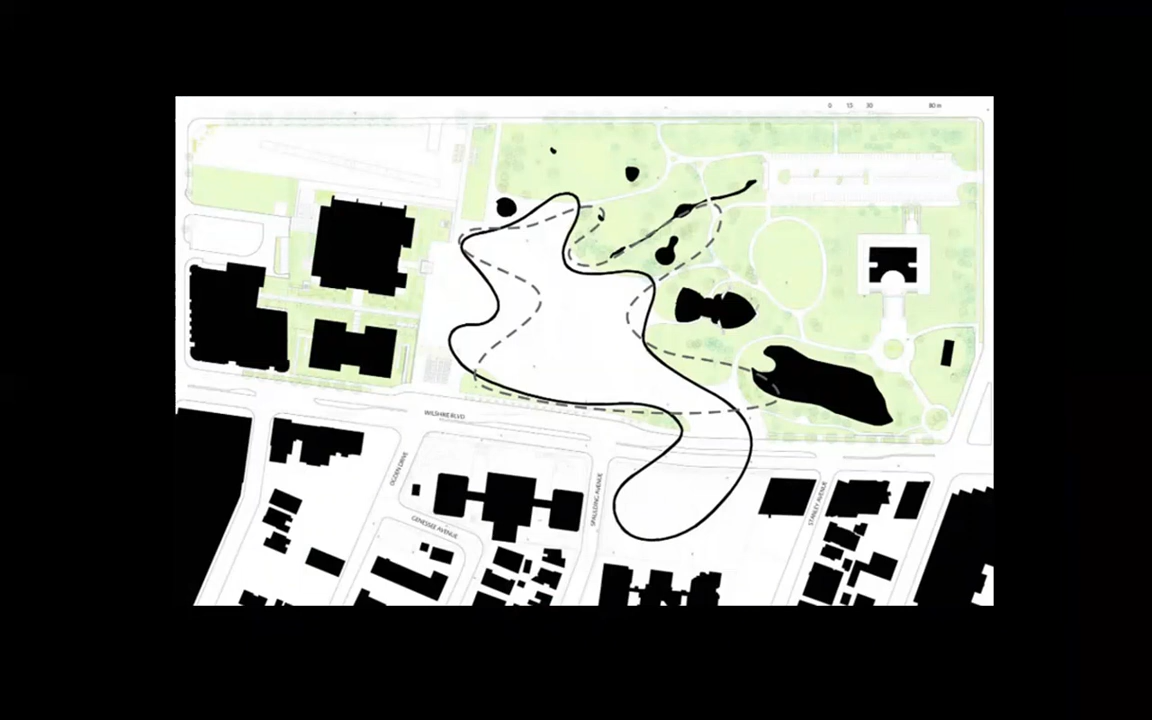 0 15 30 80 m
WILSHIRE BLVD
OGDEN DRIVE
SPAULDING AVENUE
STANLEY AVENUE
GENESEE AVENUE